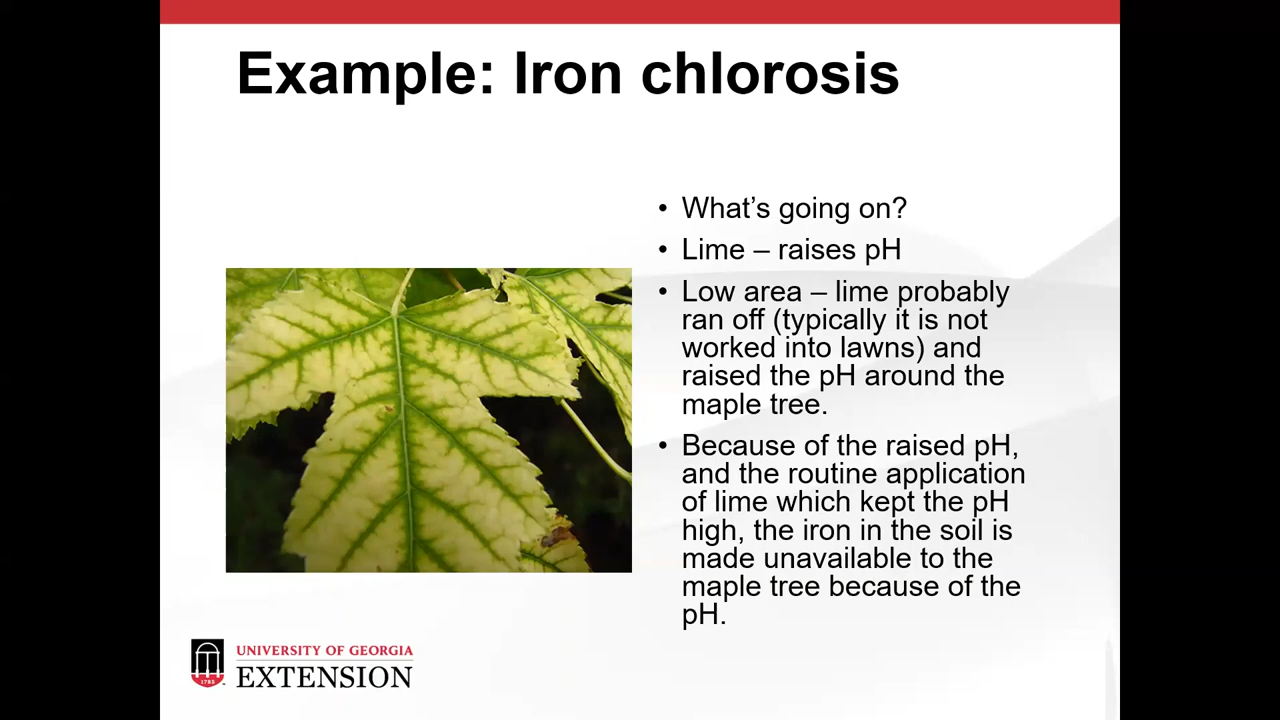 Example: Iron chlorosis
• What’s going on?
• Lime – raises pH
• Low area – lime probably
ran off (typically it is not
worked into lawns) and
raised the pH around the
maple tree.
• Because of the raised pH,
and the routine application
of lime which kept the pH
high, the iron in the soil is
made unavailable to the
maple tree because of the
pH.
1785
UNIVERSITY OF GEORGIA
EXTENSION